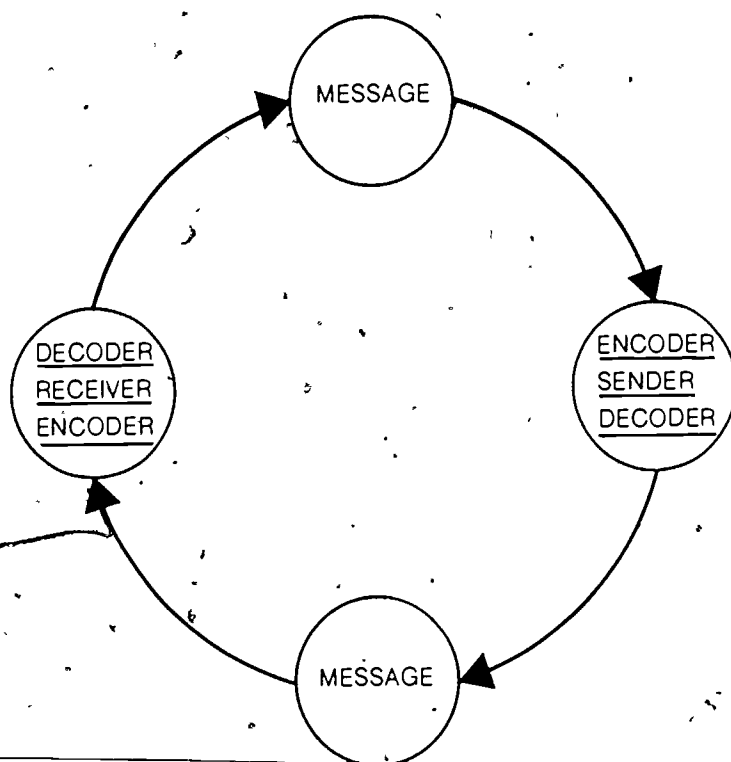 MESSAGE
DECODER
RECEIVER
ENCODER
ENCODER
SENDER
DECODER
MESSAGE